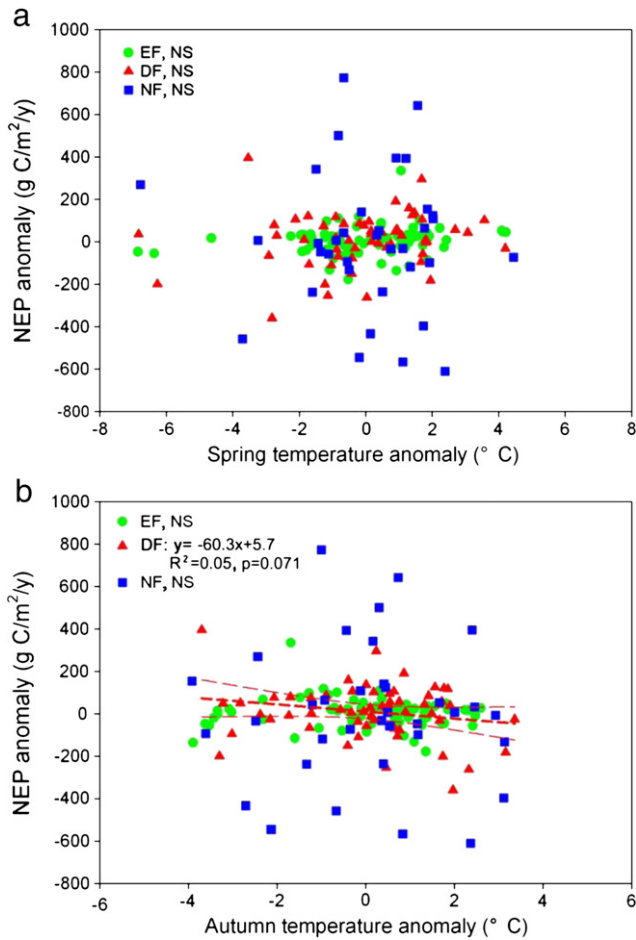 a
1000
800
600
400
200
0
-200
-400
-600
-800
NEP anomaly (g C/m²/y)
EF, NS
DF, NS
NF, NS
-8 -6 -4 -2 0 2 4 6 8
Spring temperature anomaly (° C)
b
1000
800
600
400
200
0
-200
-400
-600
-800
NEP anomaly (g C/m²/y)
EF, NS
DF: y= -60.3x+5.7
R²=0.05, p=0.071
NF, NS
-6 -4 -2 0 2 4 6
Autumn temperature anomaly (° C)